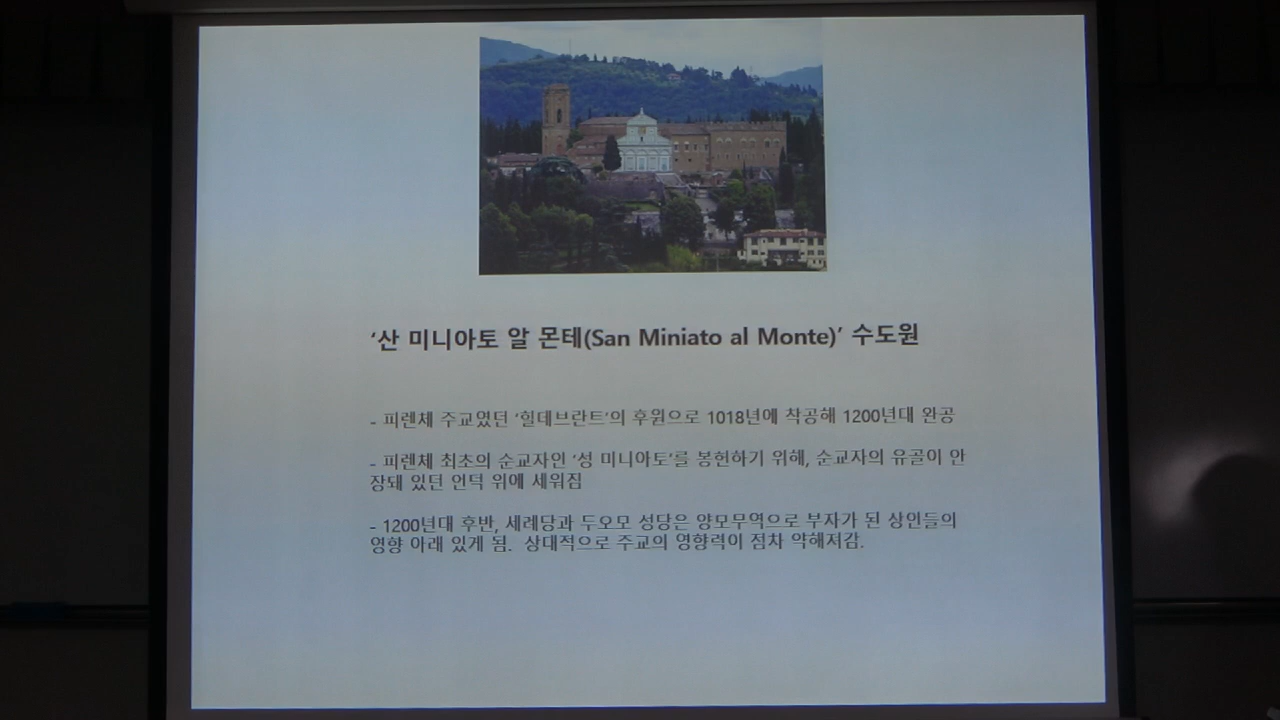 ‘산 미니아토 알 몬테(San Miniato al Monte)’ 수도원
- 피렌체 주교였던 ‘힐데브란트’의 후원으로 1018년에 착공해 1200년대 완공
- 피렌체 최초의 순교자인 ‘성 미니아토’를 봉헌하기 위해, 순교자의 유골이 안
장돼 있던 언덕 위에 세워짐
- 1200년대 후반, 세례당과 두오모 성당은 양모무역으로 부자가 된 상인들의
영향 아래 있게 됨.  상대적으로 주교의 영향력이 점차 약해저감.